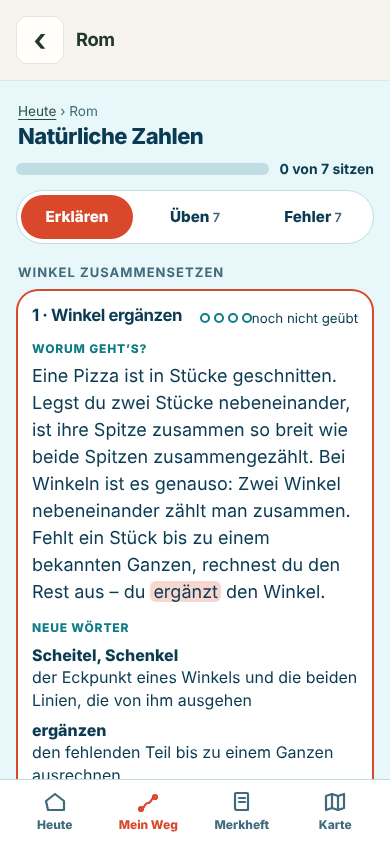 Rom
Heute › Rom
Natürliche Zahlen
0 von 7 sitzen
Erklären
Üben 7
Fehler 7
WINKEL ZUSAMMENSETZEN
1 · Winkel ergänzen
noch nicht geübt
WORUM GEHT'S?
Eine Pizza ist in Stücke geschnitten.
Legst du zwei Stücke nebeneinander,
ist ihre Spitze zusammen so breit wie
beide Spitzen zusammengezählt. Bei
Winkeln ist es genauso: Zwei Winkel
nebeneinander zählt man zusammen.
Fehlt ein Stück bis zu einem
bekannten Ganzen, rechnest du den
Rest aus – du ergänzt den Winkel.
NEUE WÖRTER
Scheitel, Schenkel
der Eckpunkt eines Winkels und die beiden
Linien, die von ihm ausgehen
ergänzen
den fehlenden Teil bis zu einem Ganzen
ausrechnen
Heute
Mein Weg
Merkheft
Karte